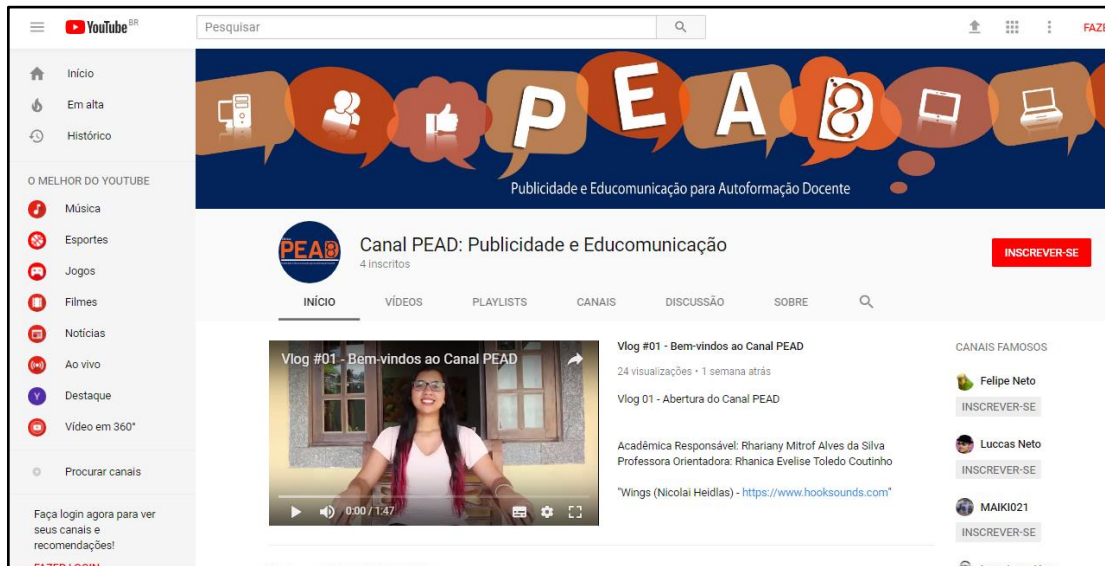 YouTube BR
Pesquisar
FAZE
Início
Em alta
Histórico
O MELHOR DO YOUTUBE
Música
Esportes
Jogos
Filmes
Notícias
Ao vivo
Y
Destaque
Vídeo em 360°
Procurar canais
Faça login agora para ver
seus canais e
recomendações!
FAZER LOGIN
PEAD
Publicidade e Educomunicação para Autoformação Docente
PEAD
Canal PEAD: Publicidade e Educomunicação
4 inscritos
INSCREVER-SE
INÍCIO VÍDEOS PLAYLISTS CANAIS DISCUSSÃO SOBRE
Vlog #01 - Bem-vindos ao Canal PEAD
0:00 / 1:47
Vlog #01 - Bem-vindos ao Canal PEAD
24 visualizações • 1 semana atrás
Vlog 01 - Abertura do Canal PEAD
Acadêmica Responsável: Rhariany Mitrof Alves da Silva
Professora Orientadora: Rhanica Evelise Toledo Coutinho
"Wings (Nicolai Heidlas) - https://www.hooksounds.com"
CANAIS FAMOSOS
Felipe Neto
INSCREVER-SE
Luccas Neto
INSCREVER-SE
MAIKI021
INSCREVER-SE